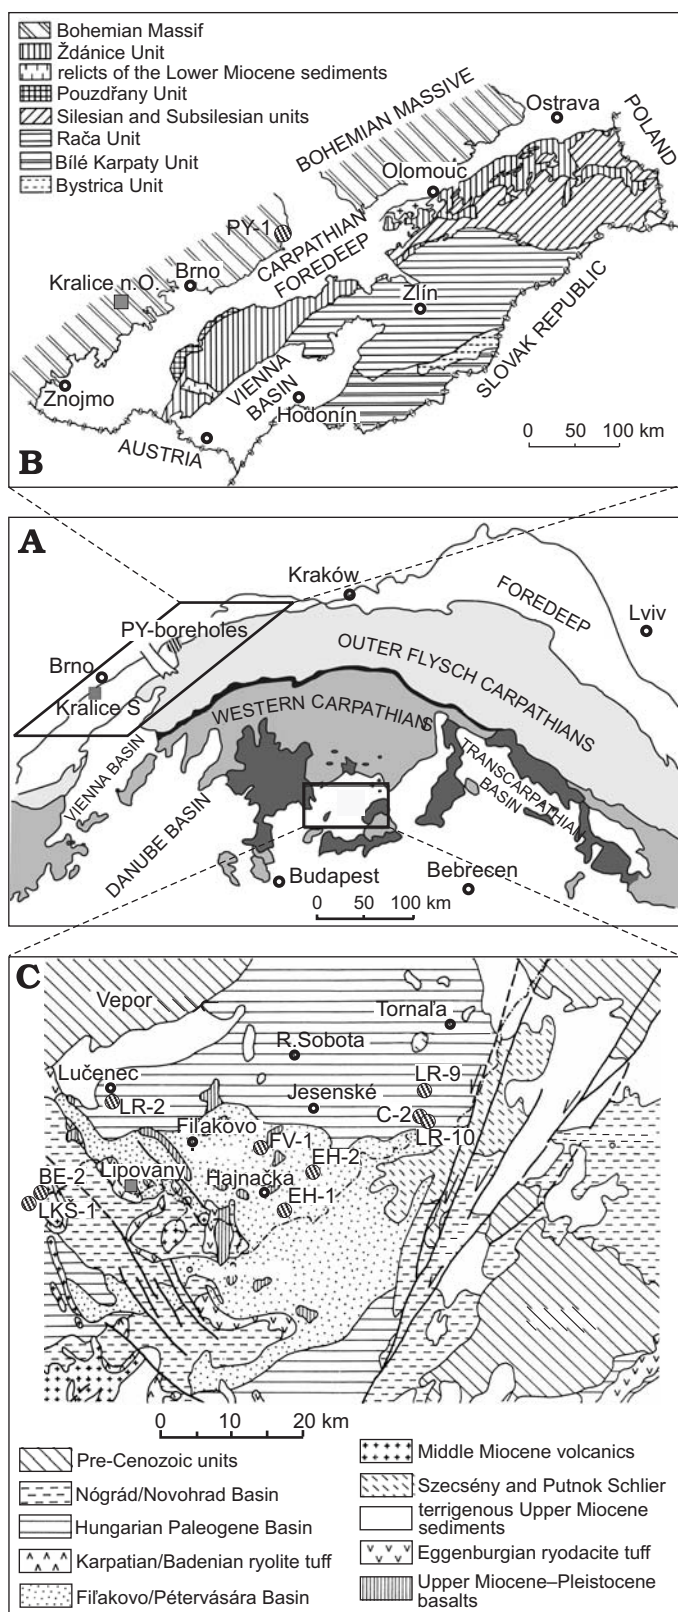 Bohemian Massif
Ždánice Unit
relicts of the Lower Miocene sediments
Pouzdřany Unit
Silesian and Subsilesian units
Rača Unit
Bílé Karpaty Unit
Bystrica Unit
BOHEMIAN MASSIVE
Ostrava
POLAND
Olomouc
PY-1
CARPATHIAN
FOREDEEP
Kralice n.O.
Brno
Zlín
SLOVAK REPUBLIC
VIENNA
BASIN
Znojmo
Hodonín
AUSTRIA
B
0 50 100 km
A
Kraków
FOREDEEP
Lviv
PY-boreholes
OUTER FLYSCH CARPATHIANS
Brno
Kralice S
WESTERN CARPATHIANS
VIENNA BASIN
TRANSCARPATHIAN
BASIN
DANUBE BASIN
Budapest
Bebrecen
0 50 100 km
C
Vepor
Tornaľa
R.Sobota
Lučenec
LR-9
LR-2
Jesenské
C-2
Fiľakovo
LR-10
FV-1
EH-2
BE-2
Lipovany
Hajnačka
LKŠ-1
EH-1
0 10 20 km
Pre-Cenozoic units
Nógrád/Novohrad Basin
Hungarian Paleogene Basin
Karpatian/Badenian ryolite tuff
Fiľakovo/Pétervására Basin
Middle Miocene volcanics
Szecsény and Putnok Schlier
terrigenous Upper Miocene
sediments
Eggenburgian ryodacite tuff
Upper Miocene–Pleistocene
basalts